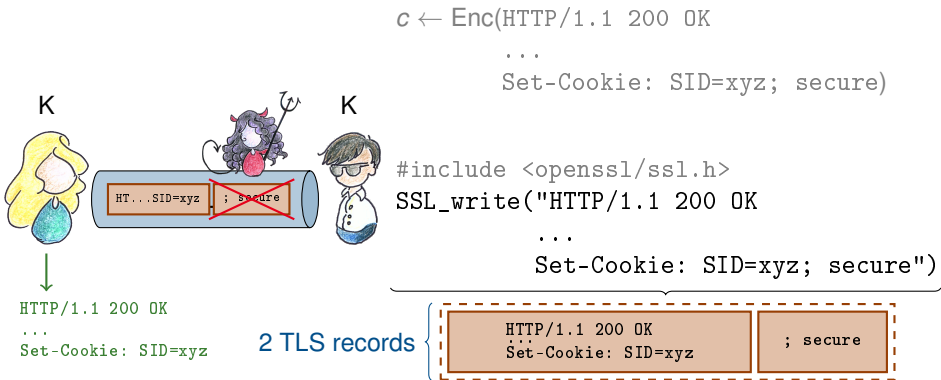 c ← Enc(HTTP/1.1 200 OK
...
Set-Cookie: SID=xyz; secure)
K
K
HT...SID=xyz
; secure
#include <openssl/ssl.h>
SSL_write("HTTP/1.1 200 OK
...
Set-Cookie: SID=xyz; secure")
HTTP/1.1 200 OK
...
Set-Cookie: SID=xyz
2 TLS records
HTTP/1.1 200 OK
...
Set-Cookie: SID=xyz
; secure